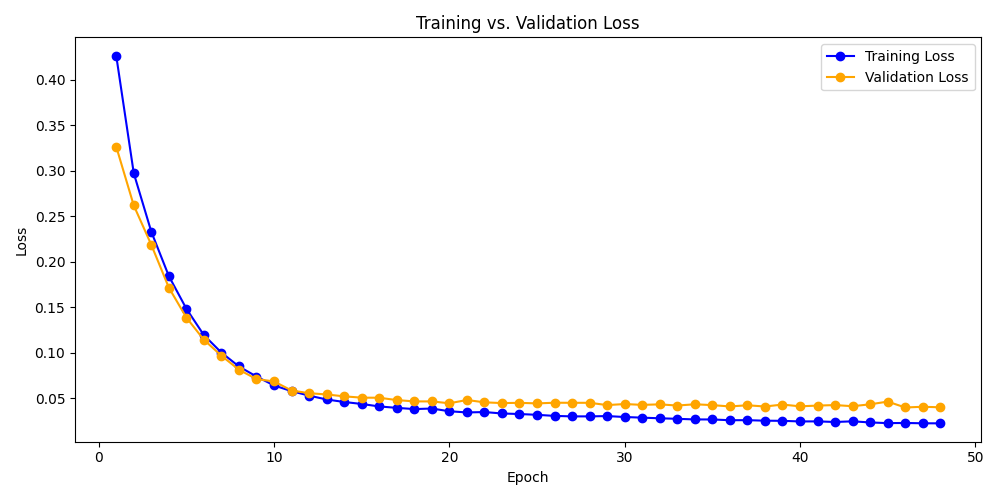 Training vs. Validation Loss
Training Loss
Validation Loss
0.40
0.35
0.30
0.25
0.20
0.15
0.10
0.05
Loss
0 10 20 30 40 50
Epoch